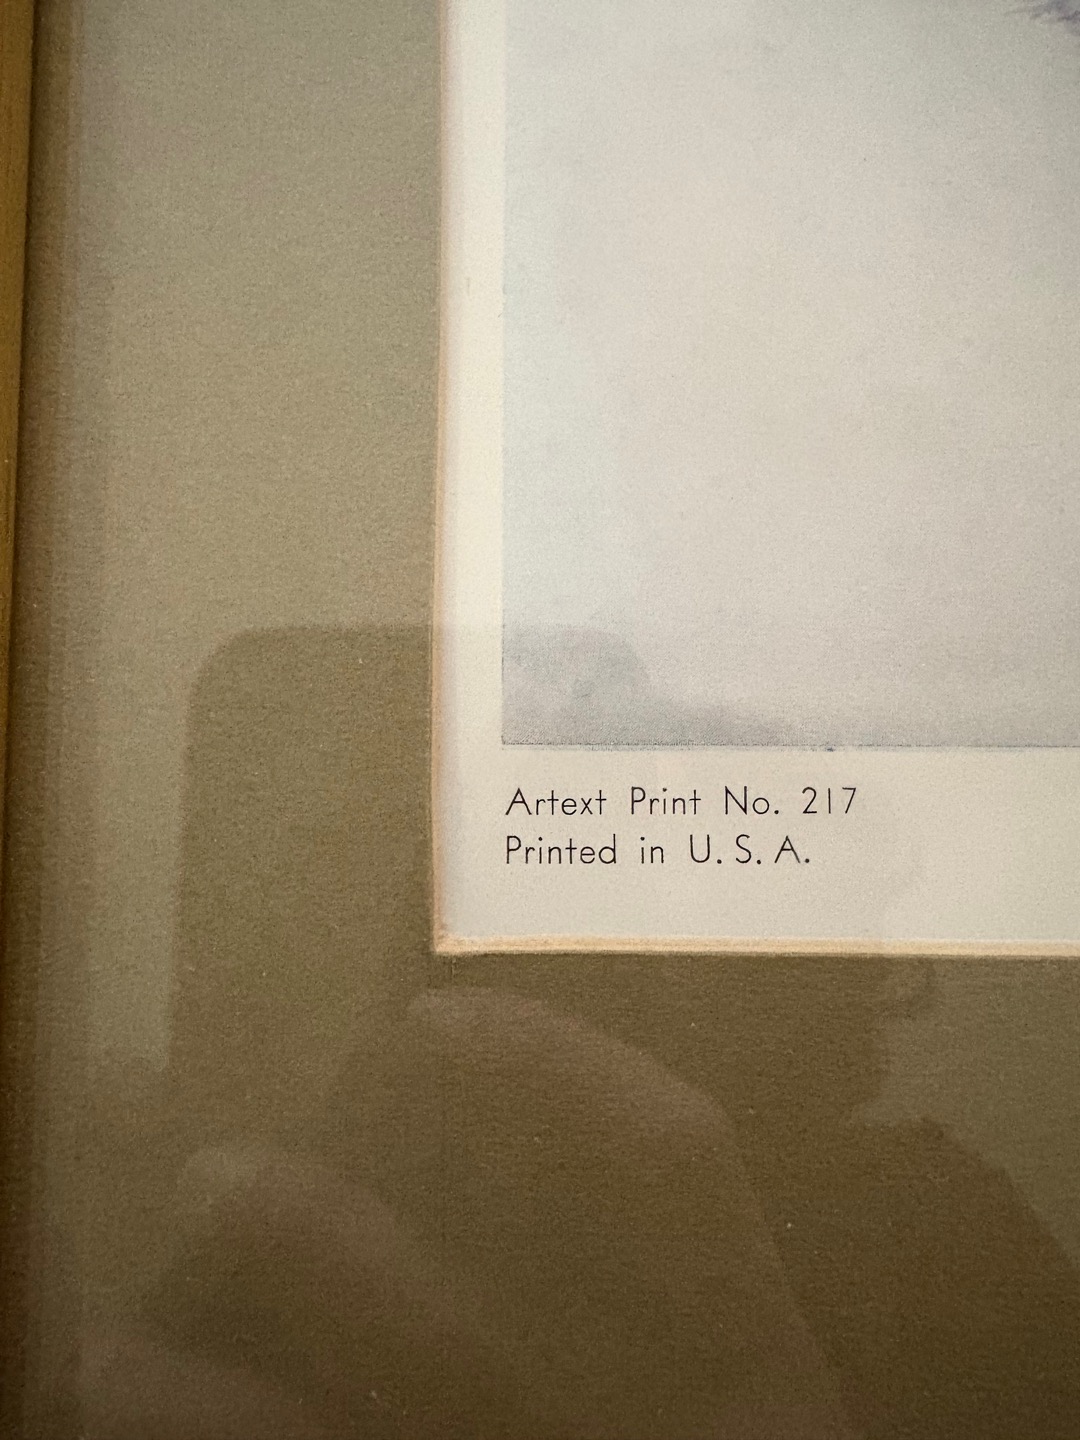 Artext Print No. 217
Printed in U. S. A.